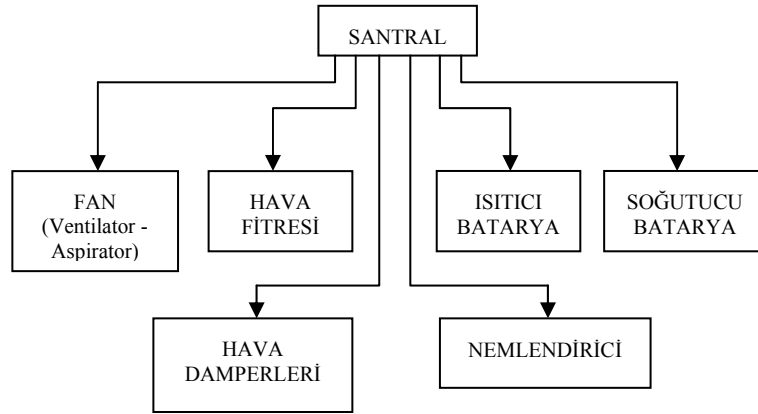 SANTRAL
FAN
(Ventilator -
Aspirator)
HAVA
FİTRESİ
ISITICI
BATARYA
SOĞUTUCU
BATARYA
HAVA
DAMPERLERİ
NEMLENDİRİCİ